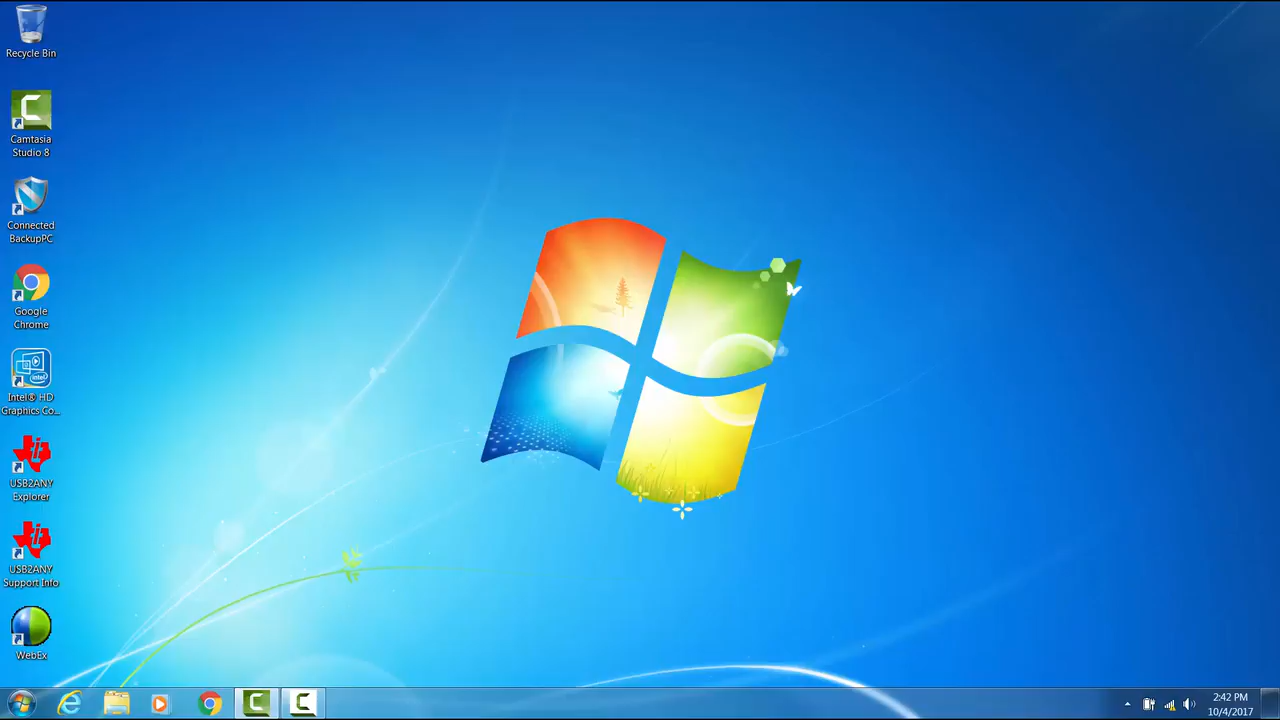 Recycle Bin
Camtasia
Studio 8
Connected
BackupPC
Google
Chrome
intel
Intel® HD
Graphics Co...
USB2ANY
Explorer
USB2ANY
Support Info
WebEx
2:42 PM
10/4/2017